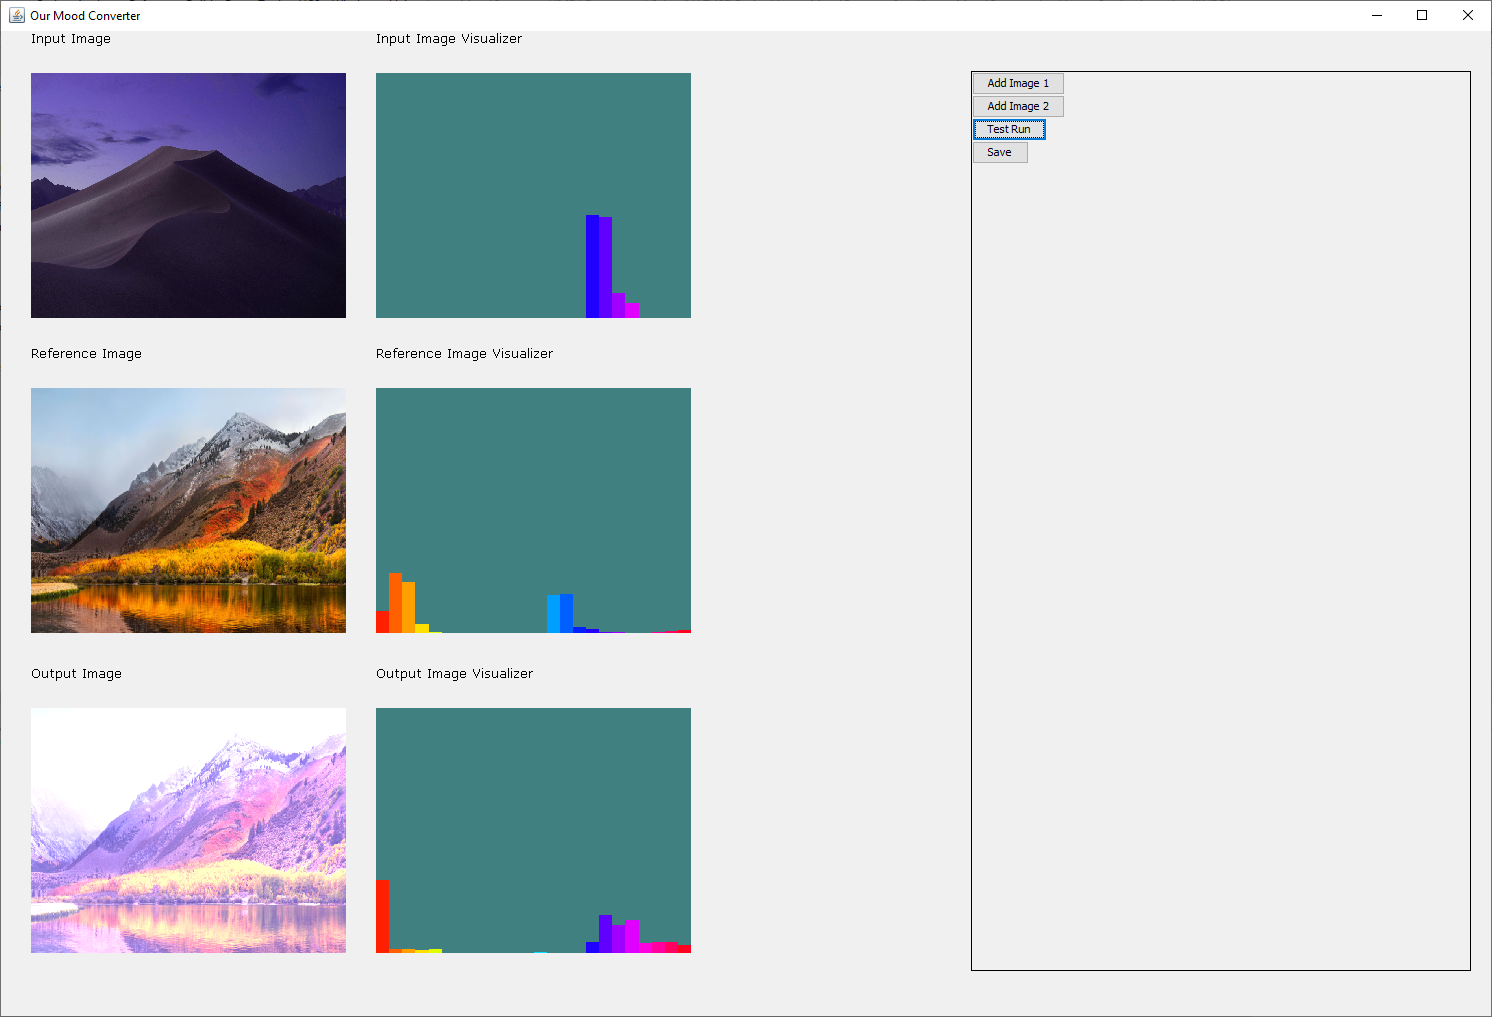 Our Mood Converter
Input Image
Input Image Visualizer
Add Image 1
Add Image 2
Test Run
Save
Reference Image
Reference Image Visualizer
Output Image
Output Image Visualizer